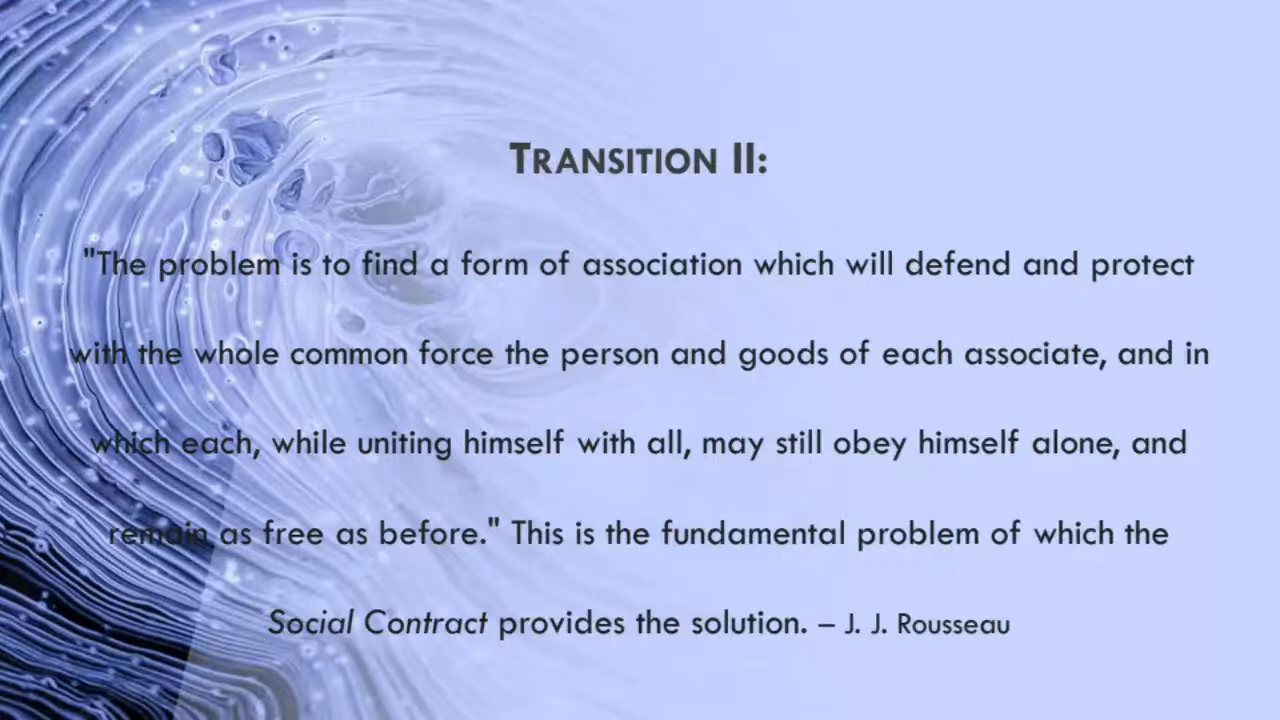 TRANSITION II:
"The problem is to find a form of association which will defend and protect
with the whole common force the person and goods of each associate, and in
which each, while uniting himself with all, may still obey himself alone, and
remain as free as before." This is the fundamental problem of which the
Social Contract provides the solution. – J. J. Rousseau